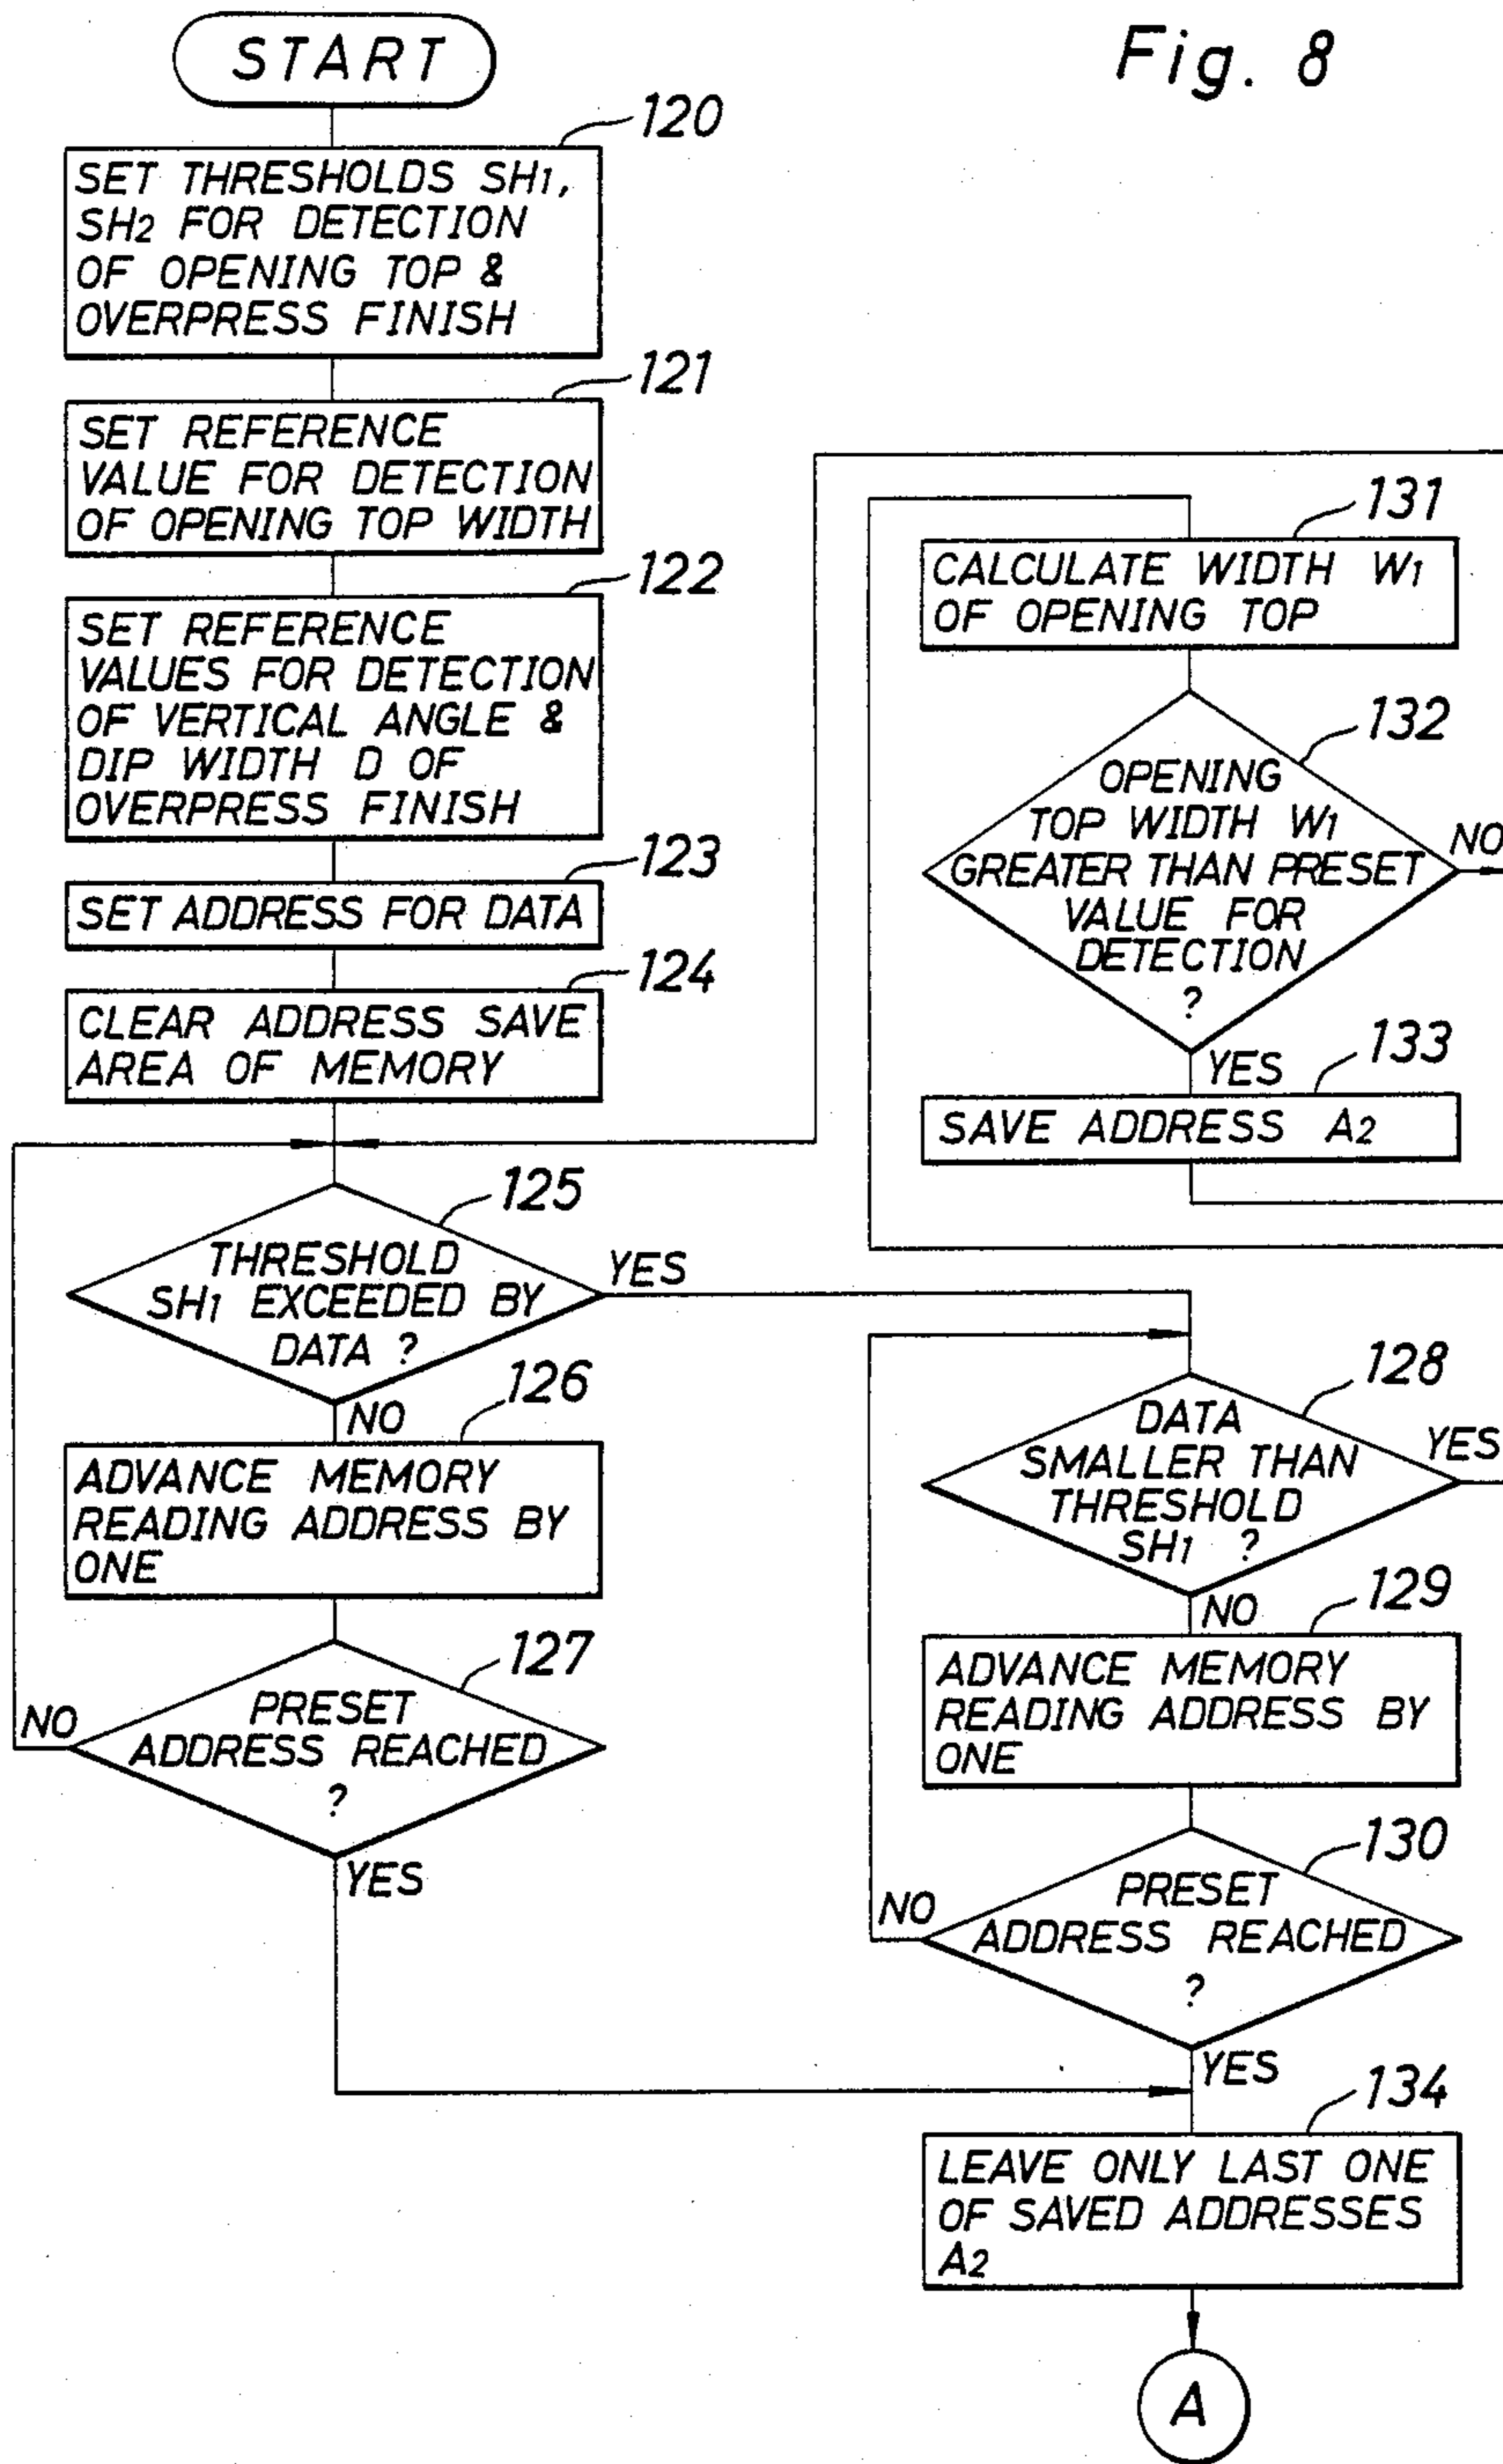 Fig. 8
START
120
SET THRESHOLDS SH1,
SH2 FOR DETECTION
OF OPENING TOP &
OVERPRESS FINISH
121
SET REFERENCE
VALUE FOR DETECTION
OF OPENING TOP WIDTH
122
SET REFERENCE
VALUES FOR DETECTION
OF VERTICAL ANGLE &
DIP WIDTH D OF
OVERPRESS FINISH
123
SET ADDRESS FOR DATA
124
CLEAR ADDRESS SAVE
AREA OF MEMORY
125
THRESHOLD
SH1 EXCEEDED BY
DATA ?
YES
NO
126
ADVANCE MEMORY
READING ADDRESS BY
ONE
127
PRESET
ADDRESS REACHED
?
NO
YES
131
CALCULATE WIDTH W1
OF OPENING TOP
132
OPENING
TOP WIDTH W1
GREATER THAN PRESET
VALUE FOR
DETECTION
?
NO
YES
133
SAVE ADDRESS A2
128
DATA
SMALLER THAN
THRESHOLD
SH1 ?
YES
NO
129
ADVANCE MEMORY
READING ADDRESS BY
ONE
130
PRESET
ADDRESS REACHED
?
NO
YES
134
LEAVE ONLY LAST ONE
OF SAVED ADDRESSES
A2
A